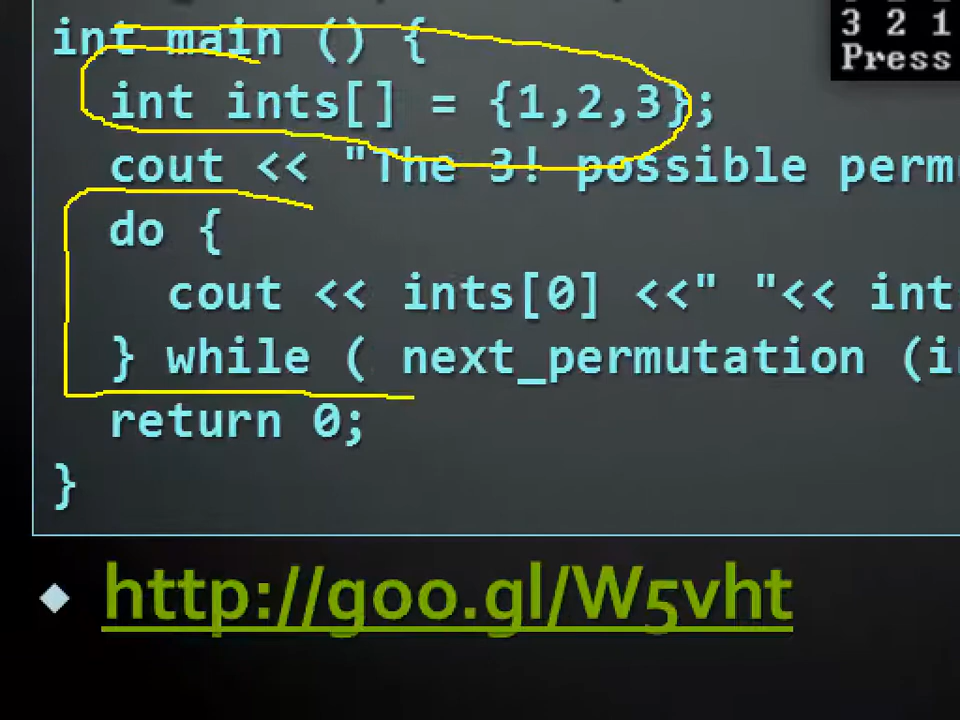 3 2 1
Press
int main () {
int ints[] = {1,2,3};
cout << "The 3! possible perm
do {
cout << ints[0] <<" "<< int
} while ( next_permutation (i
return 0;
}
http://goo.gl/W5vht